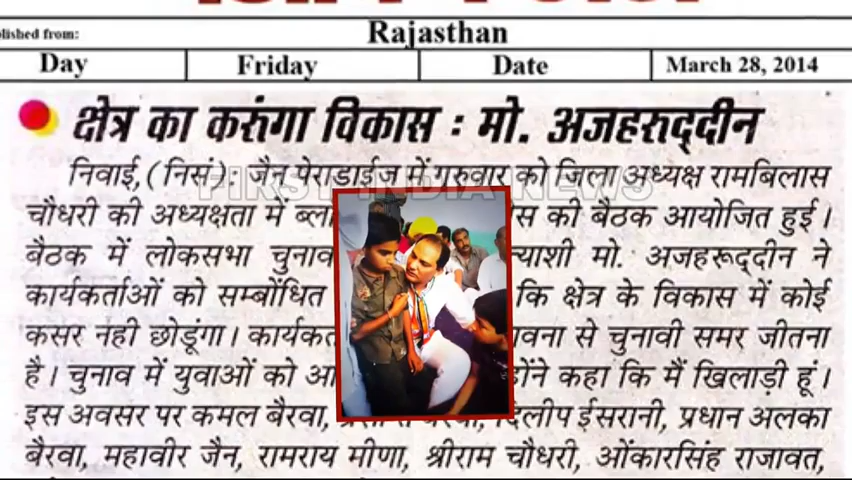 lished from:
Rajasthan
Day Friday Date March 28, 2014
क्षेत्र का करुंगा विकास : मो. अजहरुद्दीन
निवाई, (निसं): जैन पेराडाईज में गुरुवार को जिला अध्यक्ष रामबिलास
FIRST INDIA NEWS
चौधरी की अध्यक्षता में ब्ला स की बैठक आयोजित हुई।
बैठक में लोकसभा चुनाव याशी मो. अजहरूद्दीन ने
कार्यकर्ताओं को सम्बोंधित कि क्षेत्र के विकास में कोई
कसर नही छोडूंगा। कार्यकर्त ावना से चुनावी समर जीतना
है। चुनाव में युवाओं को आ होंने कहा कि मैं खिलाड़ी हूं।
इस अवसर पर कमल बैरवा, दिलीप ईसरानी, प्रधान अलका
बैरवा, महावीर जैन, रामराय मीणा, श्रीराम चौधरी, ओंकारसिंह राजावत,